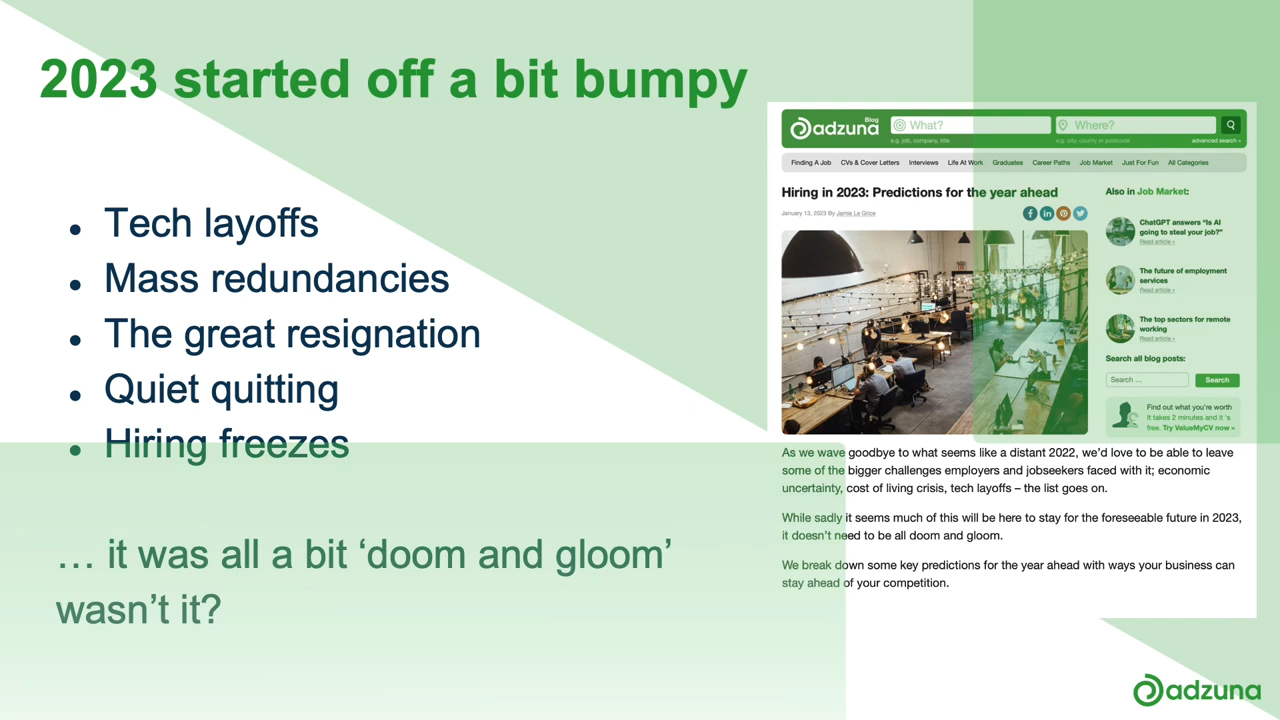 2023 started off a bit bumpy
• Tech layoffs
• Mass redundancies
• The great resignation
• Quiet quitting
• Hiring freezes
… it was all a bit ‘doom and gloom’
wasn’t it?
Blog
adzuna
What?
Where?
e.g. job, company, title
e.g. city, county or postcode
advanced search »
Finding A Job CVs & Cover Letters Interviews Life At Work Graduates Career Paths Job Market Just For Fun All Categories
Hiring in 2023: Predictions for the year ahead
January 13, 2023 By Jamie Le Grice
Also in Job Market:
ChatGPT answers “Is AI
going to steal your job?”
Read article »
The future of employment
services
Read article »
The top sectors for remote
working
Read article »
Search all blog posts:
Search …
Search
Find out what you're worth
It takes 2 minutes and it 's
free. Try ValueMyCV now »
As we wave goodbye to what seems like a distant 2022, we’d love to be able to leave
some of the bigger challenges employers and jobseekers faced with it; economic
uncertainty, cost of living crisis, tech layoffs – the list goes on.
While sadly it seems much of this will be here to stay for the foreseeable future in 2023,
it doesn’t need to be all doom and gloom.
We break down some key predictions for the year ahead with ways your business can
stay ahead of your competition.
adzuna